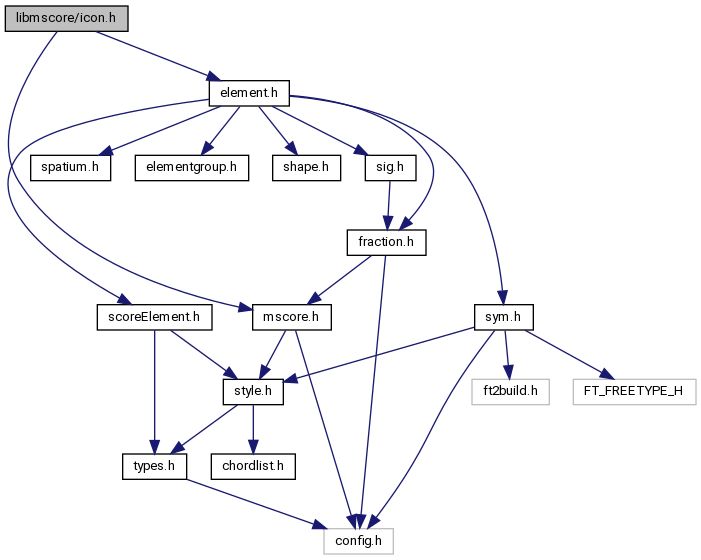 libmscore/icon.h
element.h
spatium.h
elementgroup.h
shape.h
sig.h
fraction.h
scoreElement.h
mscore.h
sym.h
style.h
ft2build.h
FT_FREETYPE_H
types.h
chordlist.h
config.h